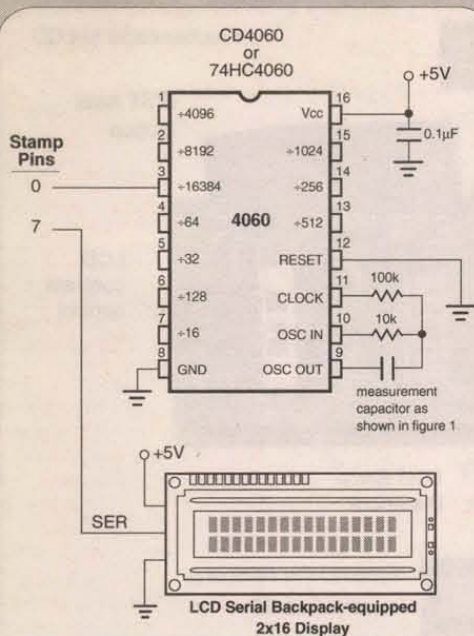 CD4060
or
74HC4060
+5V
1
16
÷4096
Vcc
0.1µF
2
15
÷8192
÷1024
Stamp
Pins
3
14
0
÷16384
÷256
4
13
7
÷64
4060
÷512
5
12
÷32
RESET
6
11
100k
÷128
CLOCK
7
10
10k
÷16
OSC IN
8
9
GND
OSC OUT
measurement
capacitor as
shown in figure 1
+5V
SER
LCD Serial Backpack-equipped
2x16 Display